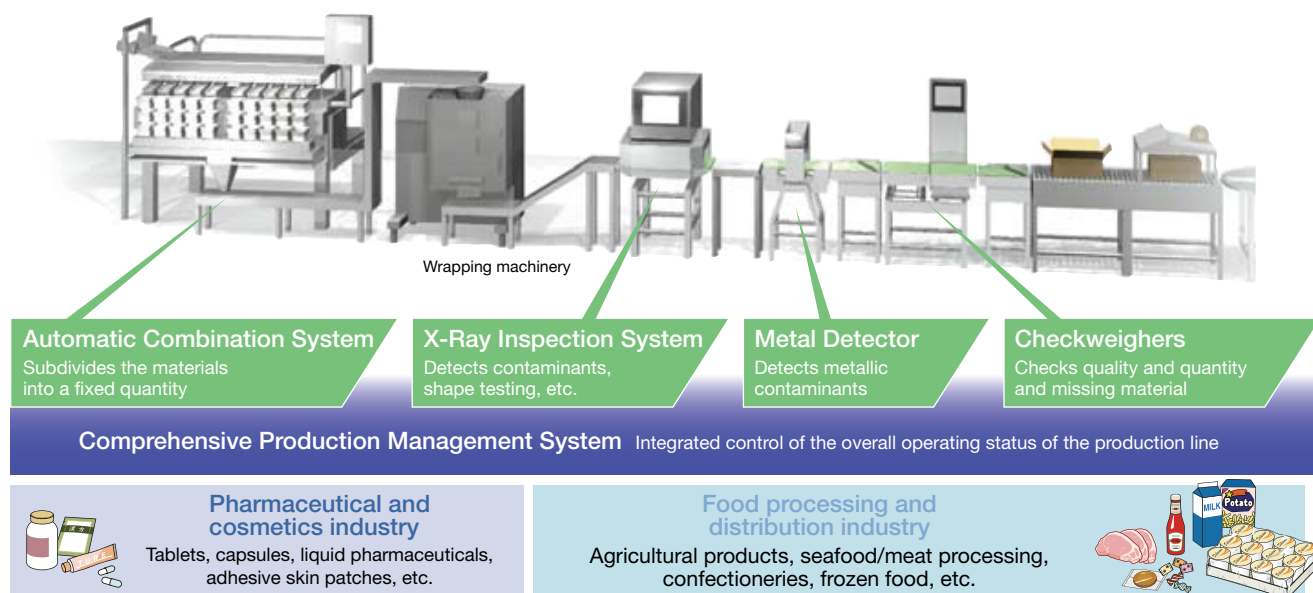 Wrapping machinery
Automatic Combination System
Subdivides the materials
into a fixed quantity
X-Ray Inspection System
Detects contaminants,
shape testing, etc.
Metal Detector
Detects metallic
contaminants
Checkweighers
Checks quality and quantity
and missing material
Comprehensive Production Management System Integrated control of the overall operating status of the production line
Pharmaceutical and
cosmetics industry
Tablets, capsules, liquid pharmaceuticals,
adhesive skin patches, etc.
Food processing and
distribution industry
Agricultural products, seafood/meat processing,
confectioneries, frozen food, etc.
MILK
Potato